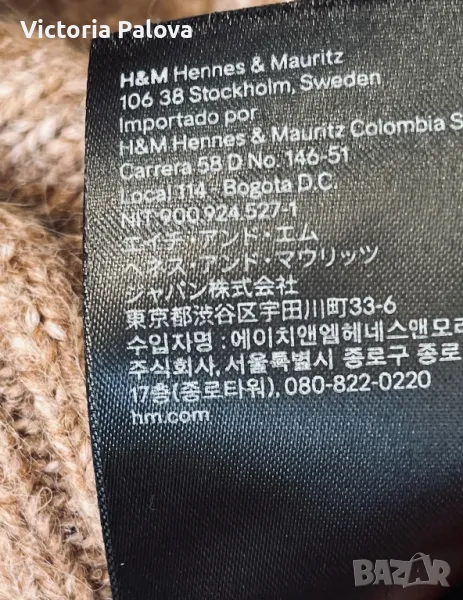 Victoria Palova
H&M Hennes & Mauritz
106 38 Stockholm, Sweden
Importado por
H&M Hennes & Mauritz Colombia S
Carrera 58 D No. 146-51
Local 114 - Bogota D.C.
NIT 900.924.527-1
エイチ・アンド・エム
ヘネス・アンド・マウリッツ
ジャパン株式会社
東京都渋谷区宇田川町33-6
수입자명 : 에이치앤엠헤네스앤모리
주식회사, 서울특별시 종로구 종로
17층(종로타워), 080-822-0220
hm.com
BAZAR